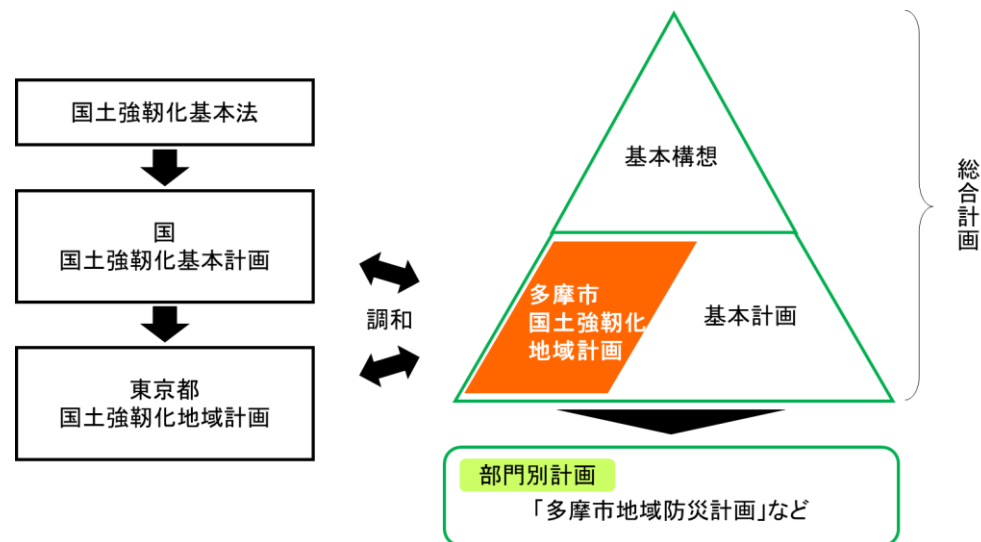 国土強靭化基本法
国
国土強靭化基本計画
東京都
国土強靭化地域計画
調和
基本構想
多摩市
国土強靭化
地域計画
基本計画
総合計画
部門別計画
「多摩市地域防災計画」など